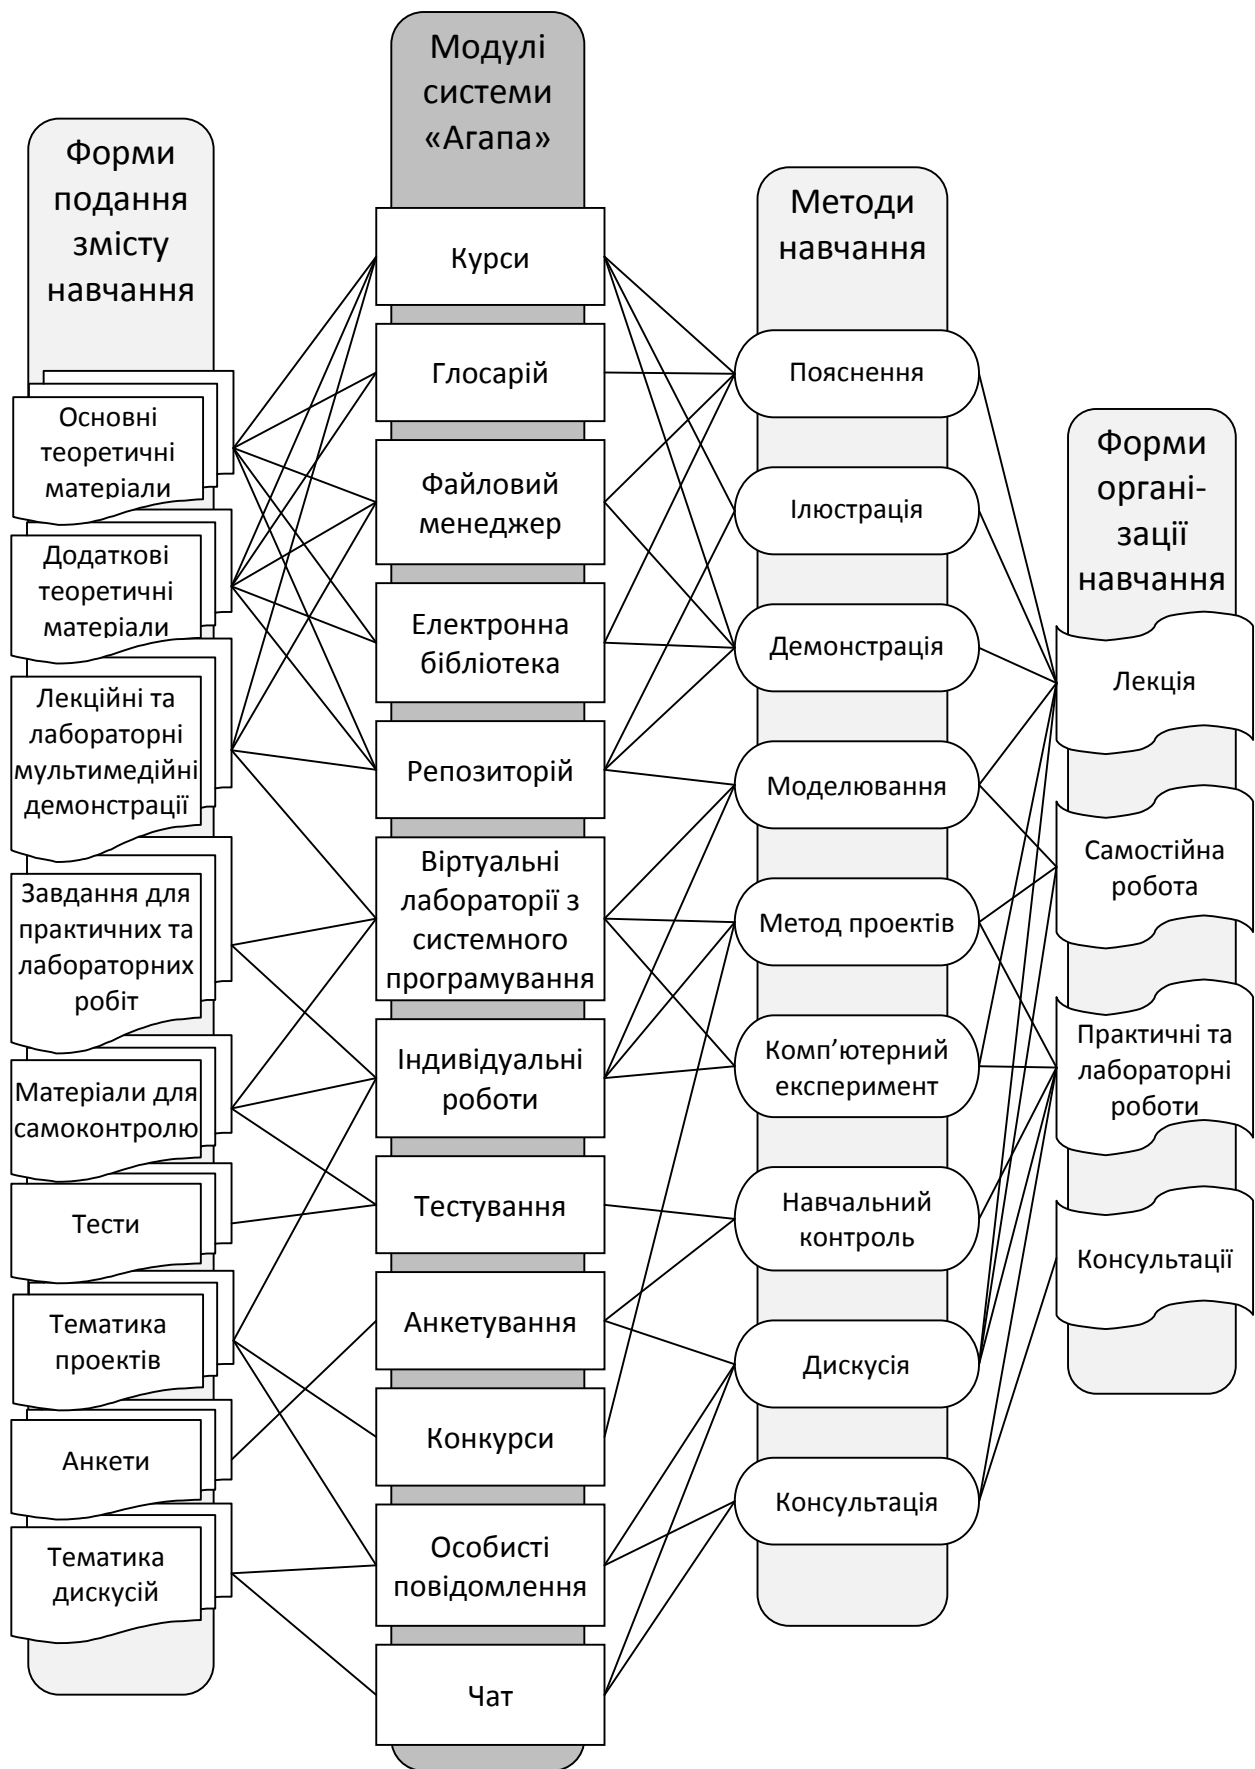 Форми
подання
змісту
навчання
Основні
теоретичні
матеріали
Додаткові
теоретичні
матеріали
Лекційні та
лабораторні
мультимедійні
демонстрації
Завдання для
практичних та
лабораторних
робіт
Матеріали для
самоконтролю
Тести
Тематика
проектів
Анкети
Тематика
дискусій
Модулі
системи
«Агапа»
Курси
Глосарій
Файловий
менеджер
Електронна
бібліотека
Репозиторій
Віртуальні
лабораторії з
системного
програмування
Індивідуальні
роботи
Тестування
Анкетування
Конкурси
Особисті
повідомлення
Чат
Методи
навчання
Пояснення
Ілюстрація
Демонстрація
Моделювання
Метод проектів
Комп’ютерний
експеримент
Навчальний
контроль
Дискусія
Консультація
Форми
органі-
зації
навчання
Лекція
Самостійна
робота
Практичні та
лабораторні
роботи
Консультації